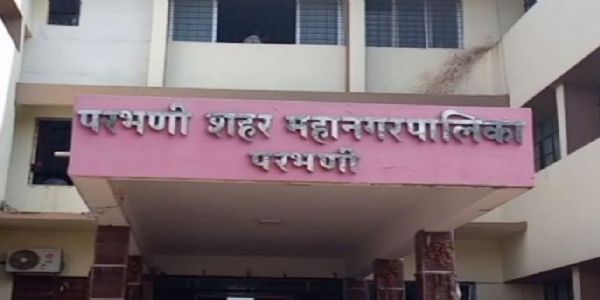 परभणी शहर महानगरपालिका
परभणी